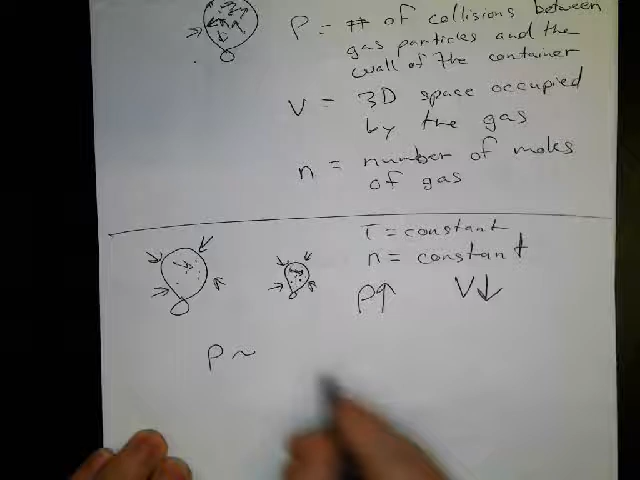 P = # of collisions between
gas particles and the
wall of the container
V = 3D space occupied
by the gas
n = number of moles
of gas
T = constant
n = constant
P↑ V↓
P ~